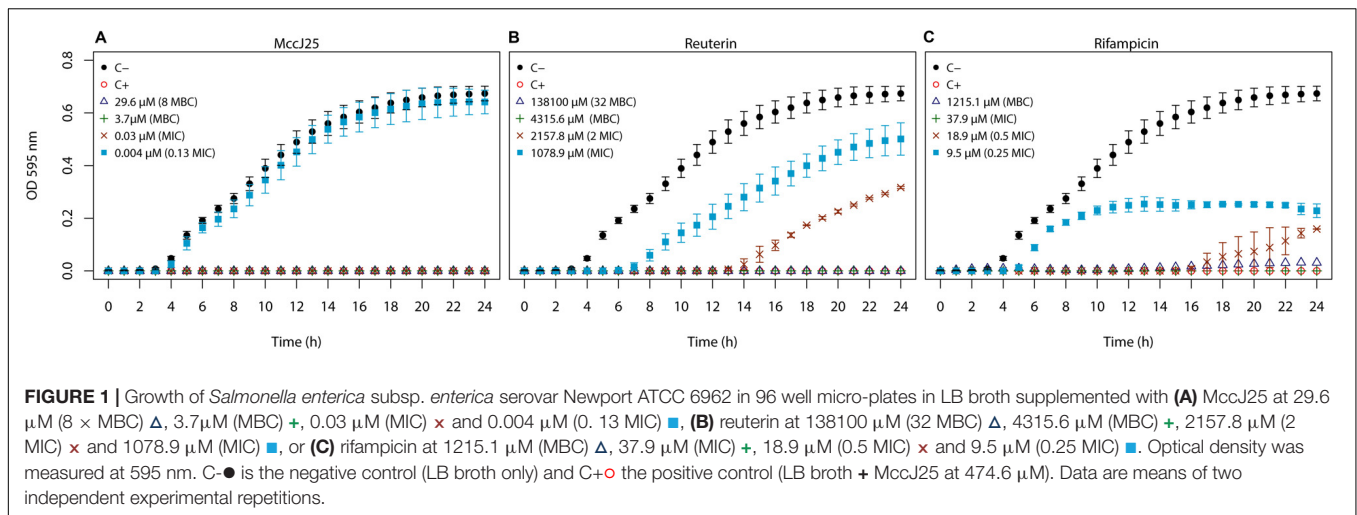 A
MccJ25
B
Reuterin
C
Rifampicin
OD 595 nm
0.8
0.6
0.4
0.2
0.0
C−
C+
29.6 µM (8 MBC)
3.7µM (MBC)
0.03 µM (MIC)
0.004 µM (0.13 MIC)
C−
C+
138100 µM (32 MBC)
4315.6 µM (MBC)
2157.8 µM (2 MIC)
1078.9 µM (MIC)
C−
C+
1215.1 µM (MBC)
37.9 µM (MIC)
18.9 µM (0.5 MIC)
9.5 µM (0.25 MIC)
0 2 4 6 8 10 12 14 16 18 20 22 24
0 2 4 6 8 10 12 14 16 18 20 22 24
0 2 4 6 8 10 12 14 16 18 20 22 24
Time (h)
Time (h)
Time (h)
FIGURE 1 | Growth of Salmonella enterica subsp. enterica serovar Newport ATCC 6962 in 96 well micro-plates in LB broth supplemented with (A) MccJ25 at 29.6
µM (8 × MBC) △, 3.7µM (MBC) +, 0.03 µM (MIC) × and 0.004 µM (0. 13 MIC) ■, (B) reuterin at 138100 µM (32 MBC) △, 4315.6 µM (MBC) +, 2157.8 µM (2
MIC) × and 1078.9 µM (MIC) ■, or (C) rifampicin at 1215.1 µM (MBC) △, 37.9 µM (MIC) +, 18.9 µM (0.5 MIC) × and 9.5 µM (0.25 MIC) ■. Optical density was
measured at 595 nm. C-● is the negative control (LB broth only) and C+○ the positive control (LB broth + MccJ25 at 474.6 µM). Data are means of two
independent experimental repetitions.